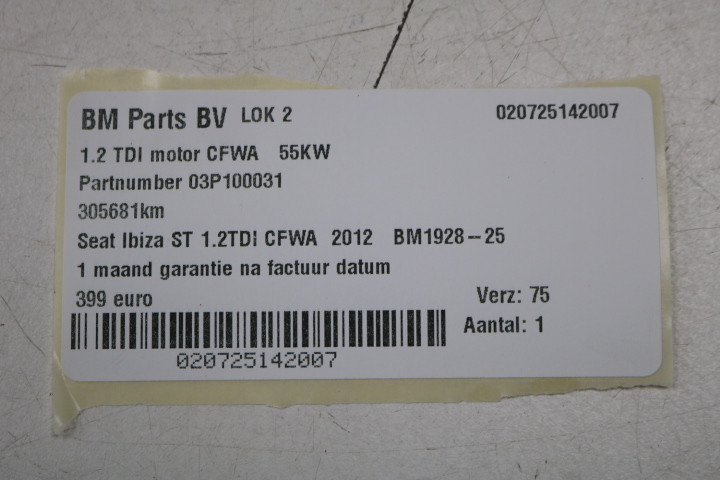 BM Parts BV LOK 2 020725142007
1.2 TDI motor CFWA 55KW
Partnumber 03P100031
305681km
Seat Ibiza ST 1.2TDI CFWA 2012 BM1928-25
1 maand garantie na factuur datum
399 euro Verz: 75
Aantal: 1
020725142007